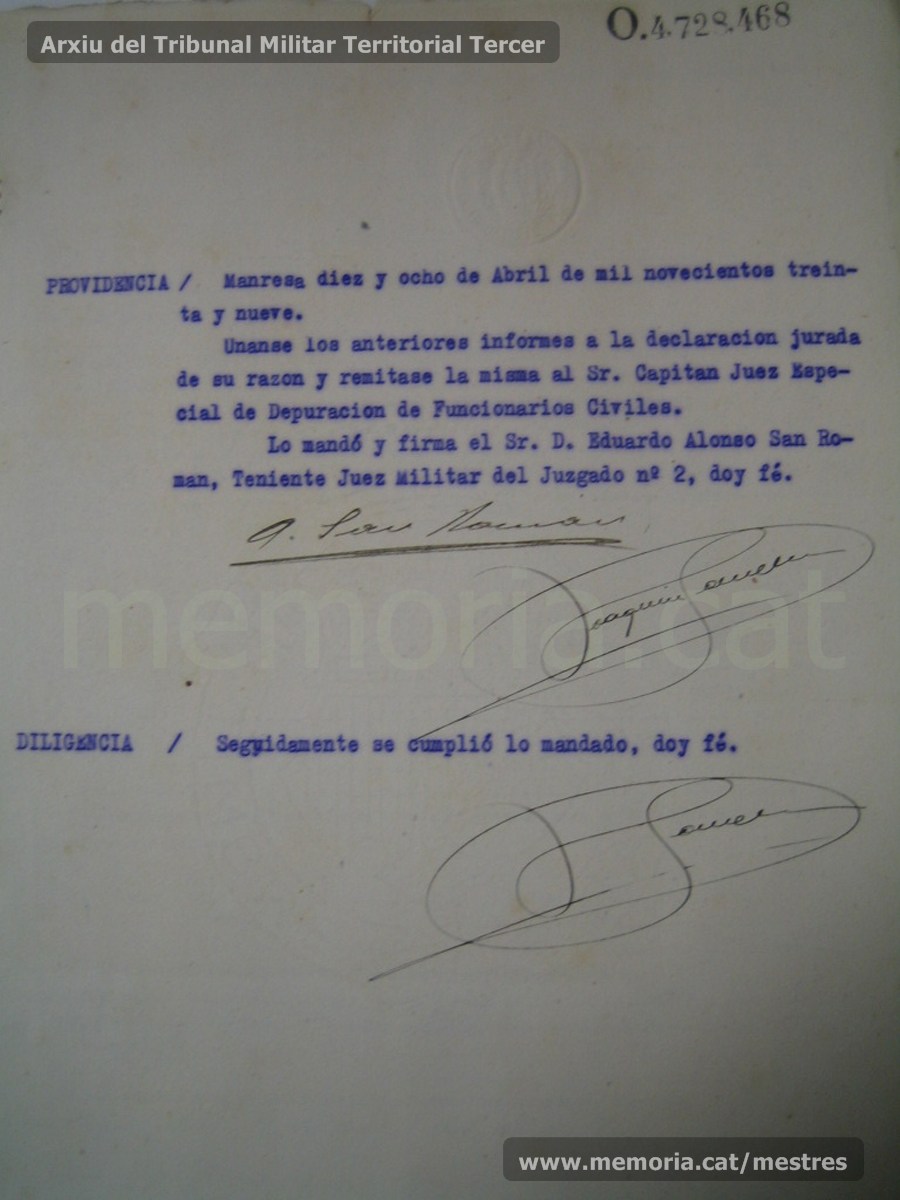 Arxiu del Tribunal Militar Territorial Tercer
O.4.728.468
PROVIDENCIA / Manresa diez y ocho de Abril de mil novecientos trein-
ta y nueve.
Unanse los anteriores informes a la declaracion jurada
de su razon y remitase la misma al Sr. Capitan Juez Espe-
cial de Depuracion de Funcionarios Civiles.
Lo mandó y firma el Sr. D. Eduardo Alonso San Ro-
man, Teniente Juez Militar del Juzgado nº 2, doy fé.
A. San Roman
Joaquin
memoria.cat
DILIGENCIA / Seguidamente se cumplió lo mandado, doy fé.
www.memoria.cat/mestres